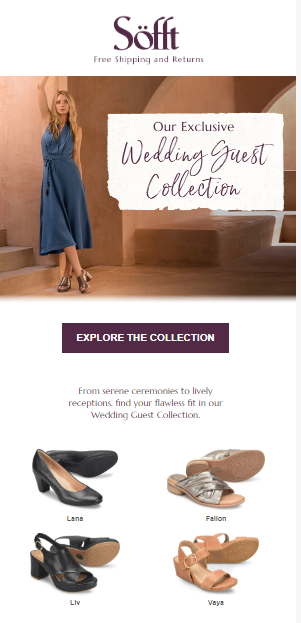 Söfft
Free Shipping and Returns
Our Exclusive
Wedding Guest
Collection
EXPLORE THE COLLECTION
From serene ceremonies to lively
receptions, find your flawless fit in our
Wedding Guest Collection.
Lana
Fallon
Liv
Vaya